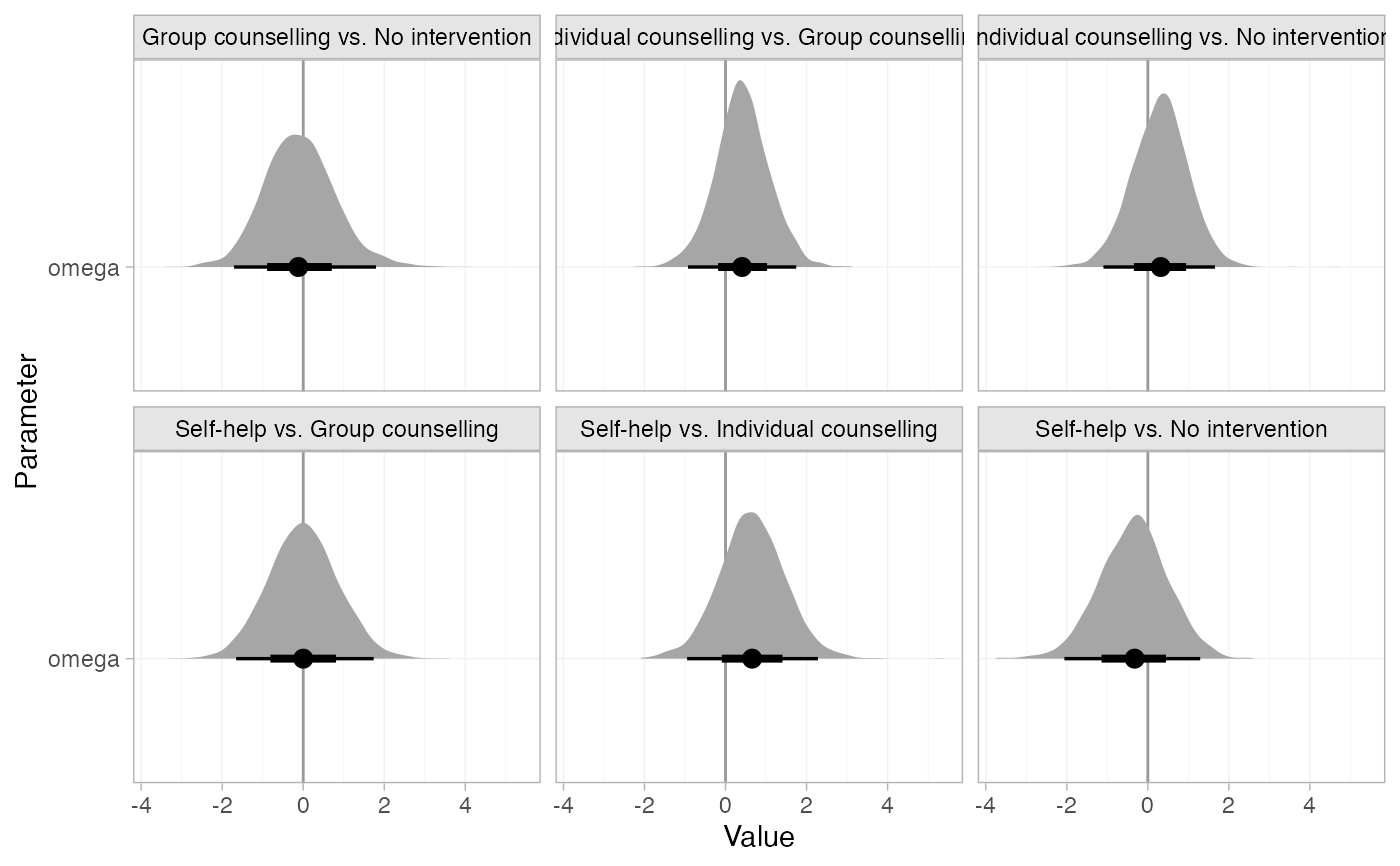 Group counselling vs. No intervention
dividual counselling vs. Group counsellin
ndividual counselling vs. No intervention
omega
Parameter
Self-help vs. Group counselling
Self-help vs. Individual counselling
Self-help vs. No intervention
omega
-4 -2 0 2 4
-4 -2 0 2 4
-4 -2 0 2 4
Value